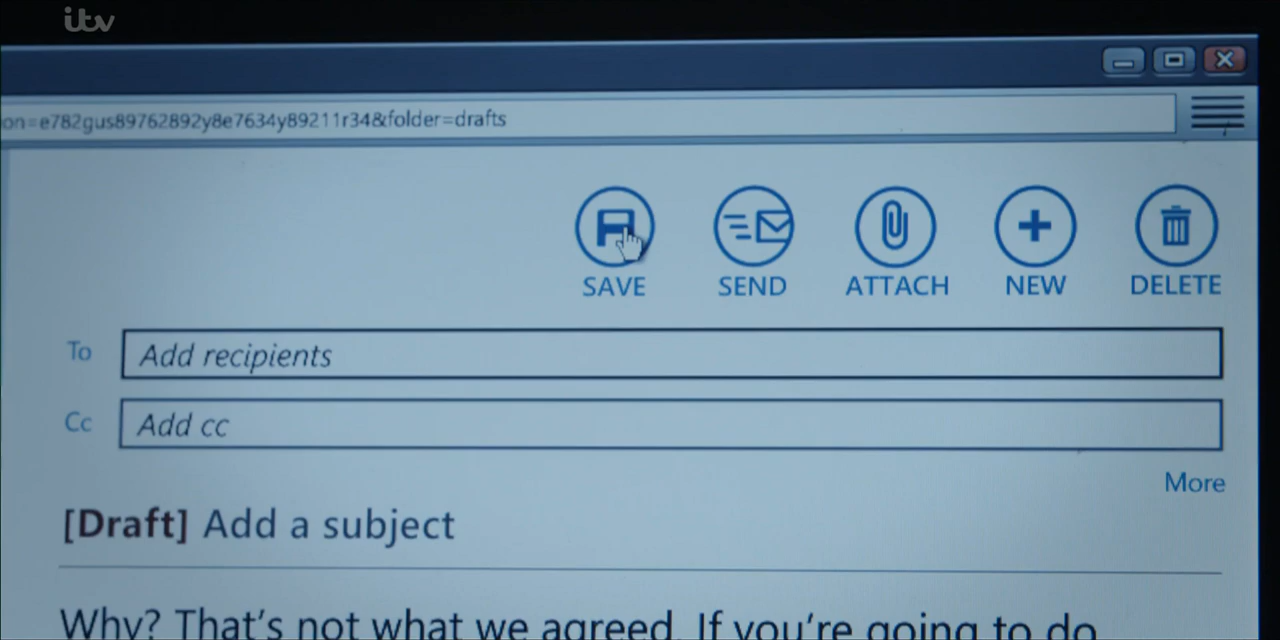 itv
on=e782gus89762892y8e7634y89211r34&folder=drafts
SAVE SEND ATTACH NEW DELETE
To Add recipients
Cc Add cc
More
[Draft] Add a subject
Why? That's not what we agreed. If you're going to do